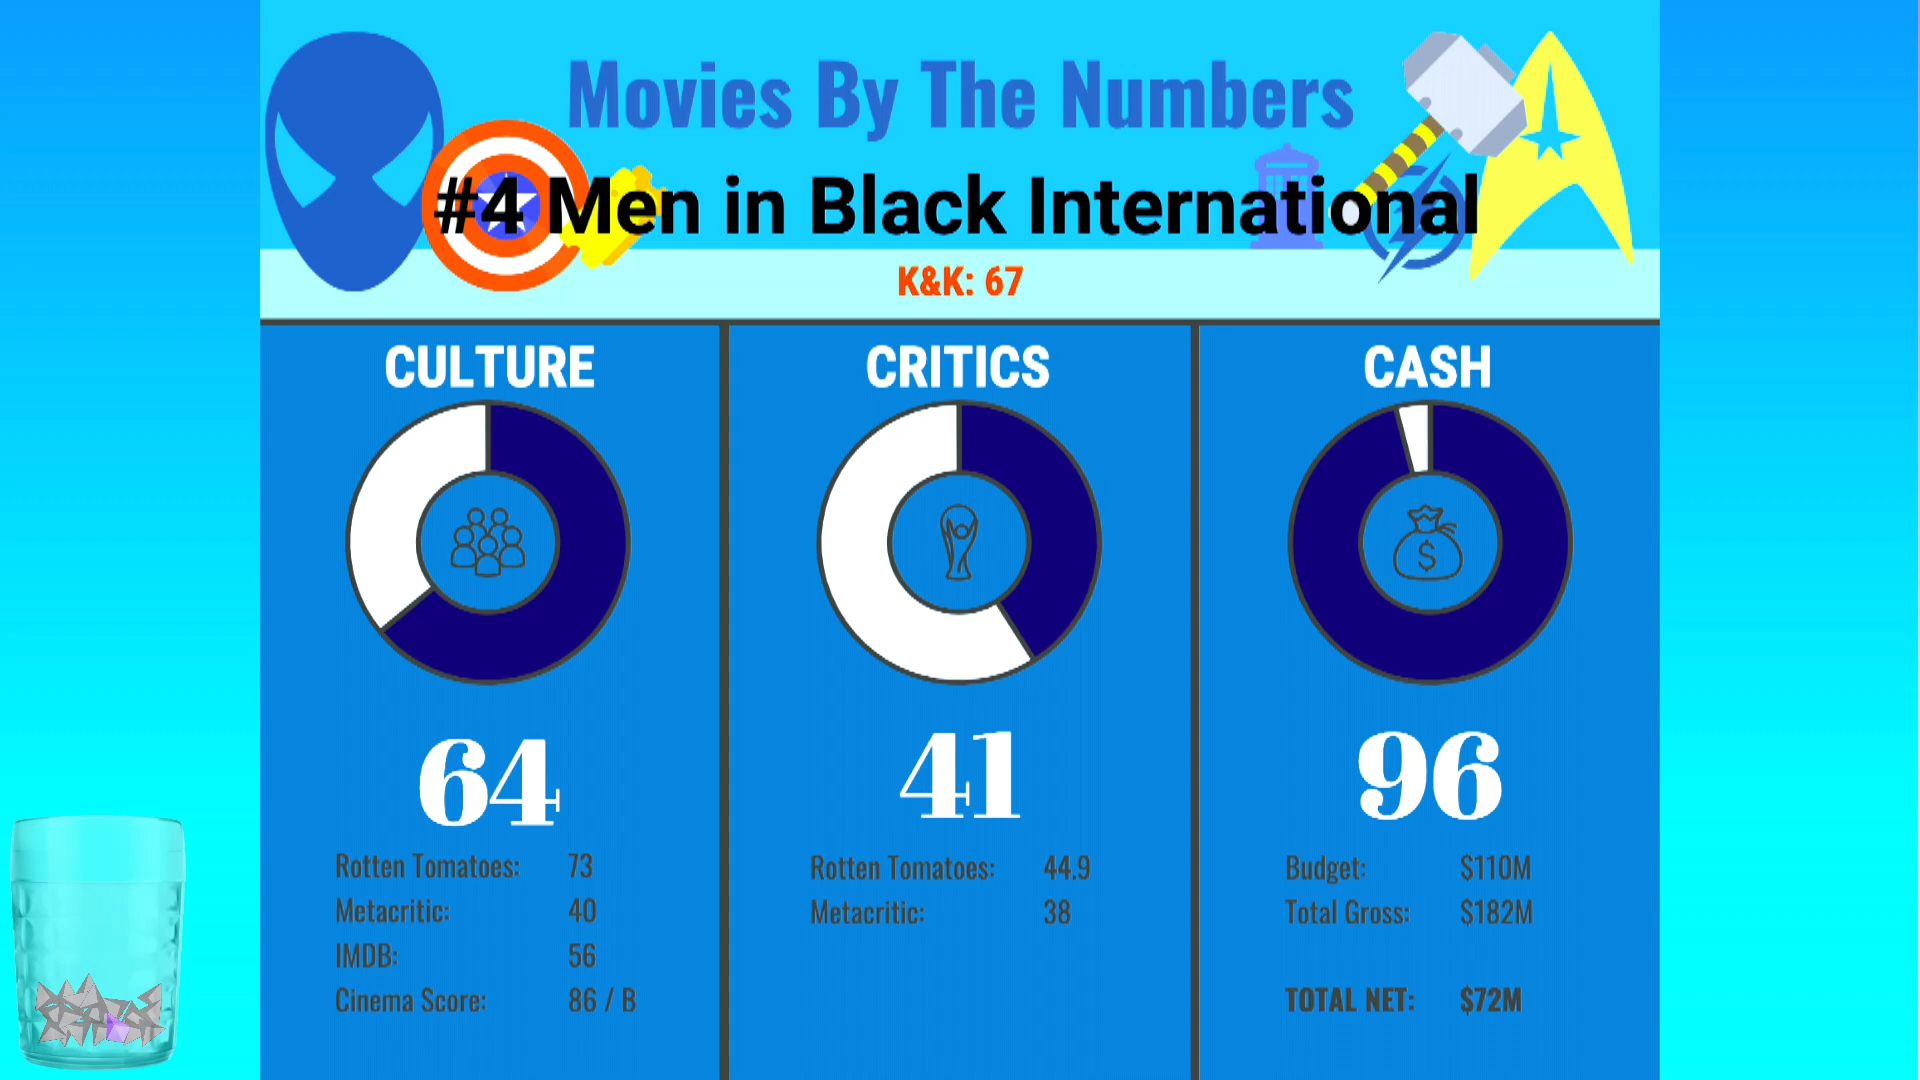 Movies By The Numbers
#4 Men in Black International
K&K: 67
CULTURE
64
Rotten Tomatoes: 73
Metacritic: 40
IMDB: 56
Cinema Score: 86 / B
CRITICS
41
Rotten Tomatoes: 44.9
Metacritic: 38
CASH
$
96
Budget: $110M
Total Gross: $182M
TOTAL NET: $72M